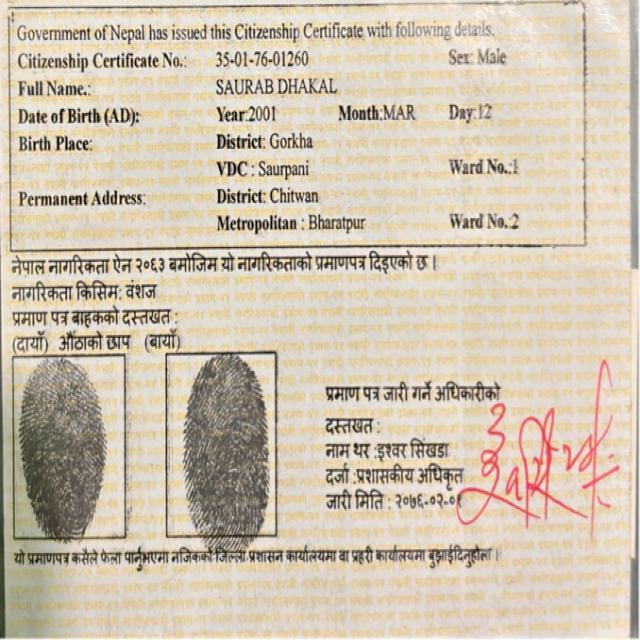 Government of Nepal has issued this Citizenship Certificate with following details.
Citizenship Certificate No.: 35-01-76-01260 Sex: Male
Full Name.: SAURAB DHAKAL
Date of Birth (AD): Year:2001 Month:MAR Day:12
Birth Place: District: Gorkha
VDC : Saurpani Ward No.:1
Permanent Address: District: Chitwan
Metropolitan : Bharatpur Ward No.:2
नेपाल नागरिकता ऐन २०६३ बमोजिम यो नागरिकताको प्रमाणपत्र दिइएको छ।
नागरिकता किसिम: वंशज
प्रमाण पत्र बाहकको दस्तखत :
(दायाँ) औंठाको छाप (बायाँ)
प्रमाण पत्र जारी गर्ने अधिकारीको
दस्तखत :
नाम थर :इश्वर सिंखडा
दर्जा :प्रशासकीय अधिकृत
जारी मिति : २०७६-०२-०१
यो प्रमाणपत्र कसैले फेला पार्नुभएमा नजिकको जिल्ला प्रशासन कार्यालयमा वा प्रहरी कार्यालयमा बुझाईदिनुहोला।